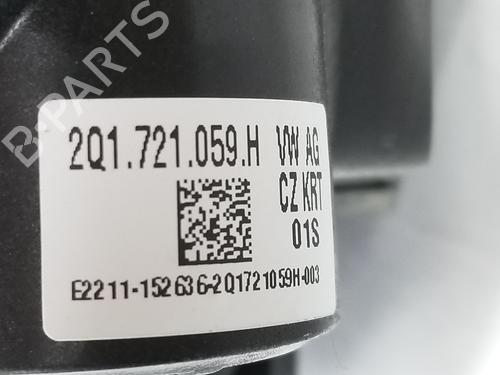 B-PARTS
2Q1.721.059.H VW AG
CZ KRT
01S
E2211-152636-2Q1721059H-003